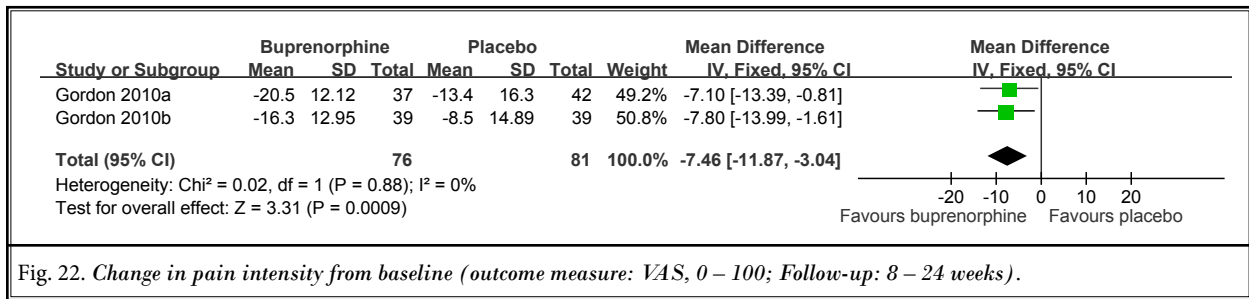 Buprenorphine Placebo Mean Difference Mean Difference
Study or Subgroup Mean SD Total Mean SD Total Weight IV, Fixed, 95% CI IV, Fixed, 95% CI
Gordon 2010a -20.5 12.12 37 -13.4 16.3 42 49.2% -7.10 [-13.39, -0.81]
Gordon 2010b -16.3 12.95 39 -8.5 14.89 39 50.8% -7.80 [-13.99, -1.61]
Total (95% CI) 76 81 100.0% -7.46 [-11.87, -3.04]
Heterogeneity: Chi² = 0.02, df = 1 (P = 0.88); I² = 0%
Test for overall effect: Z = 3.31 (P = 0.0009)
-20 -10 0 10 20
Favours buprenorphine Favours placebo
Fig. 22. Change in pain intensity from baseline (outcome measure: VAS, 0 – 100; Follow-up: 8 – 24 weeks).